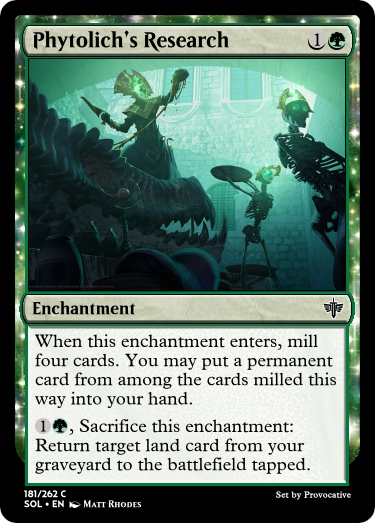 Phytolich's Research 1
Enchantment
When this enchantment enters, mill
four cards. You may put a permanent
card from among the cards milled this
way into your hand.
1, Sacrifice this enchantment:
Return target land card from your
graveyard to the battlefield tapped.
181/262 C
SOL • EN Matt Rhodes
Set by Provocative